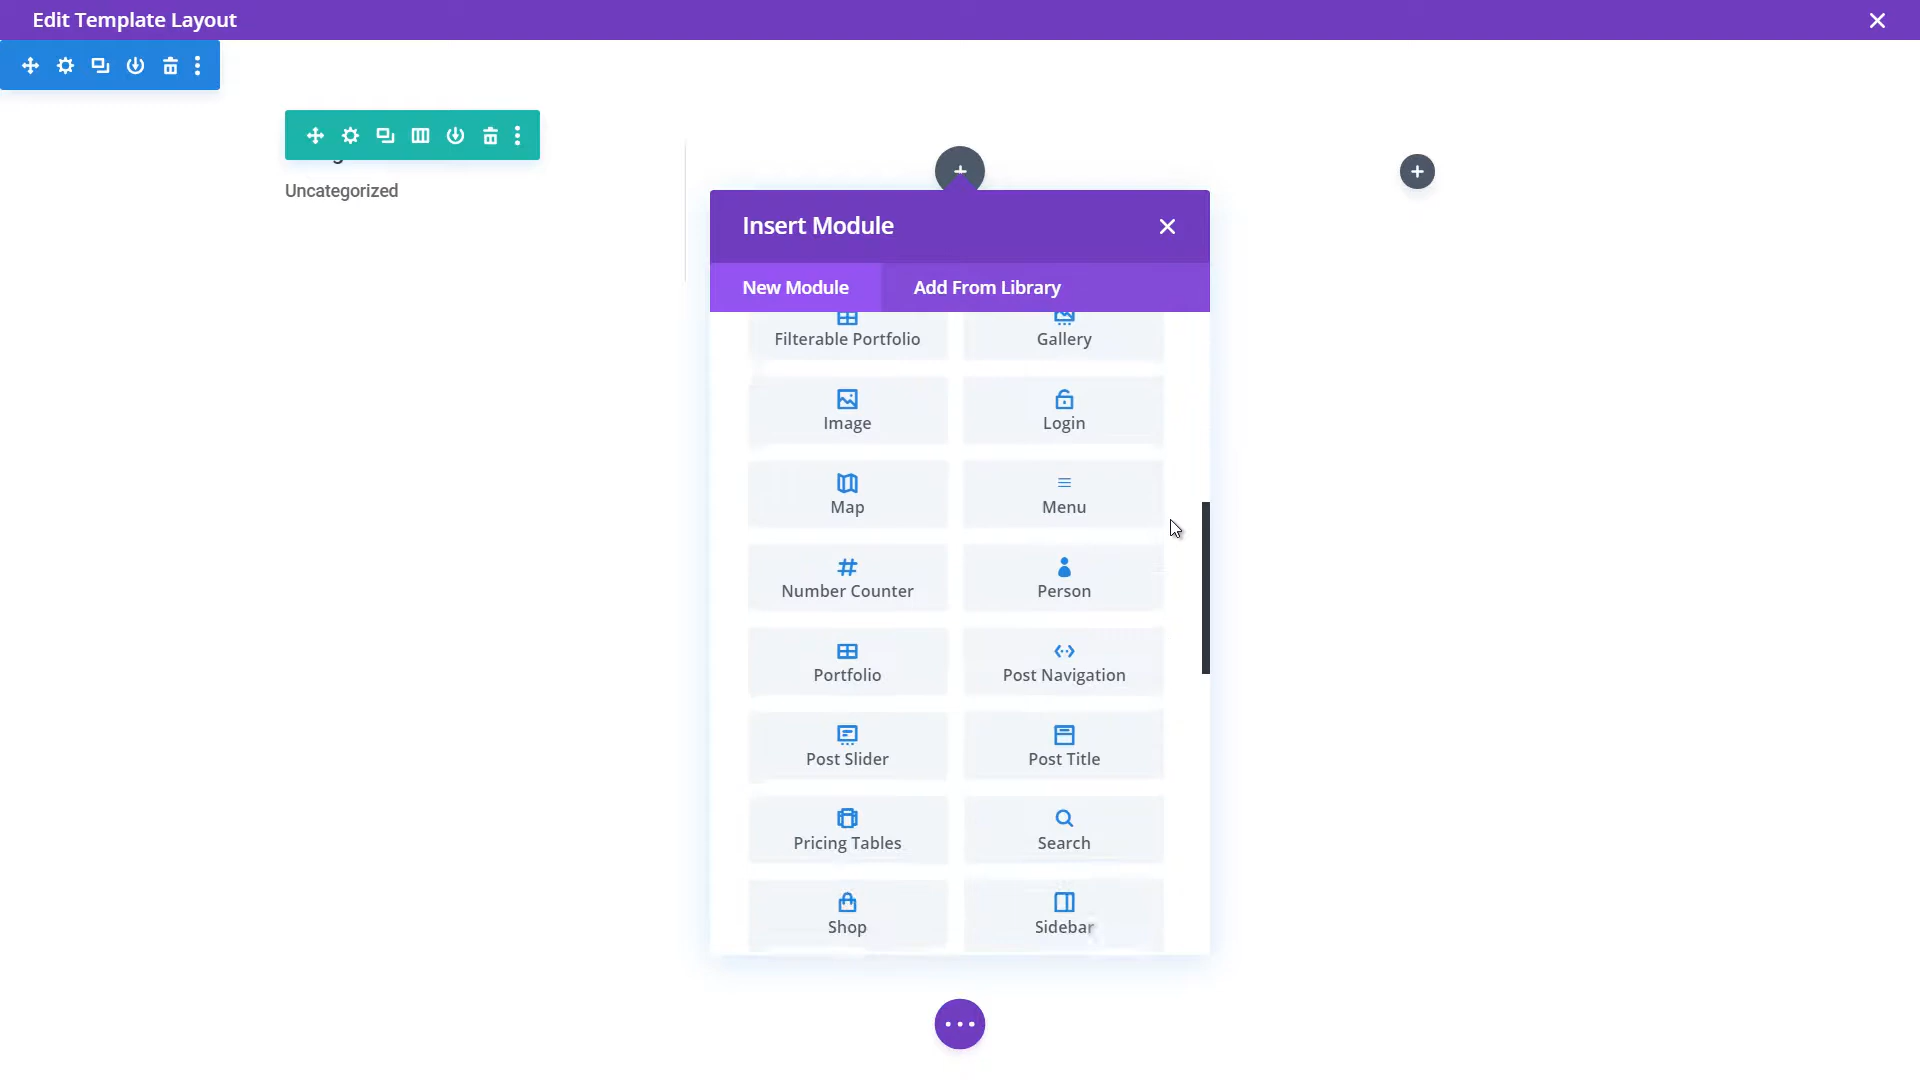 Edit Template Layout
Uncategorized
Insert Module
New Module
Add From Library
Filterable Portfolio
Gallery
Image
Login
Map
Menu
Number Counter
Person
Portfolio
Post Navigation
Post Slider
Post Title
Pricing Tables
Search
Shop
Sidebar